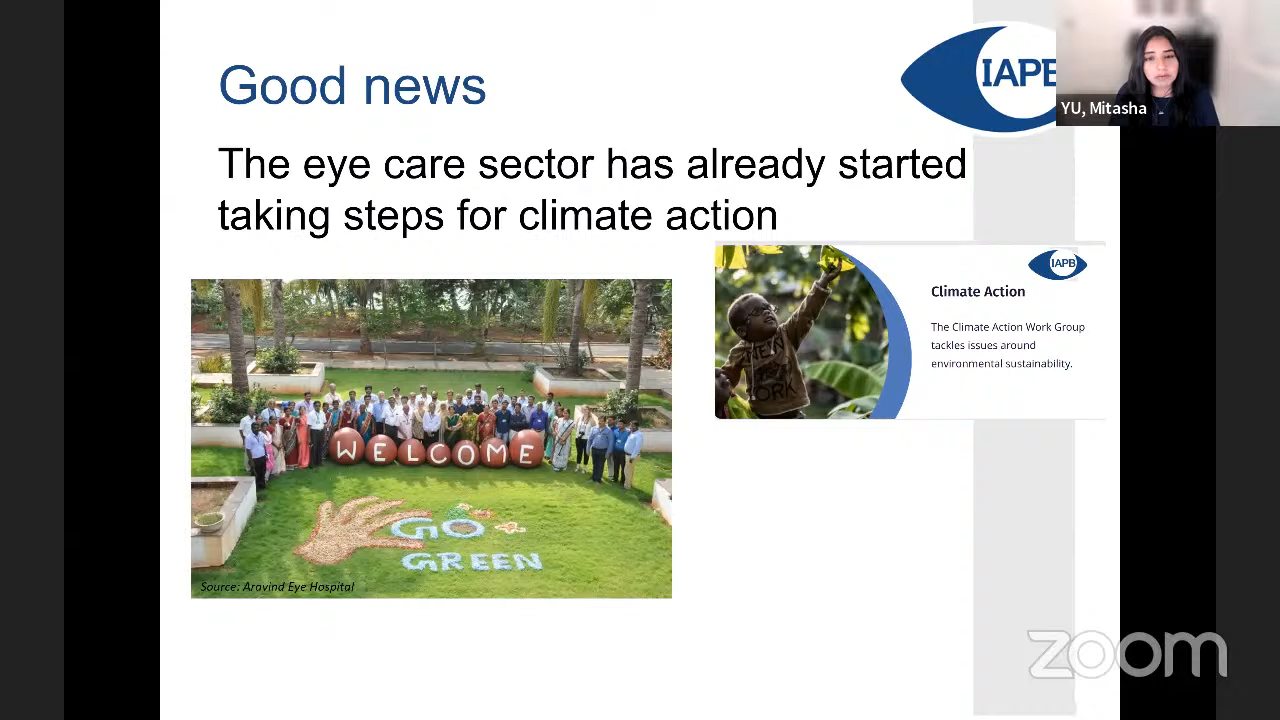 Good news
IAPB
YU, Mitasha
The eye care sector has already started
taking steps for climate action
IAPB
Climate Action
The Climate Action Work Group
tackles issues around
environmental sustainability.
NEW
YORK
WELCOME
GO
GREEN
Source: Aravind Eye Hospital
zoom